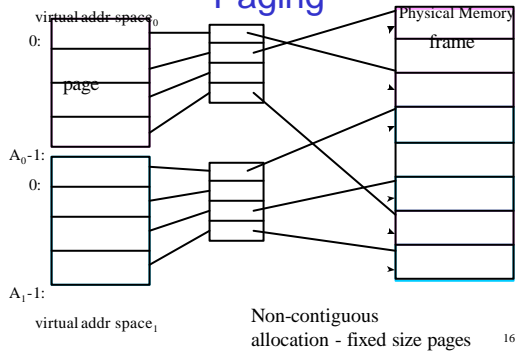 Paging
virtual addr space₀
Physical Memory
0:
frame
page
A₀-1:
0:
A₁-1:
virtual addr space₁
Non-contiguous
allocation - fixed size pages
16